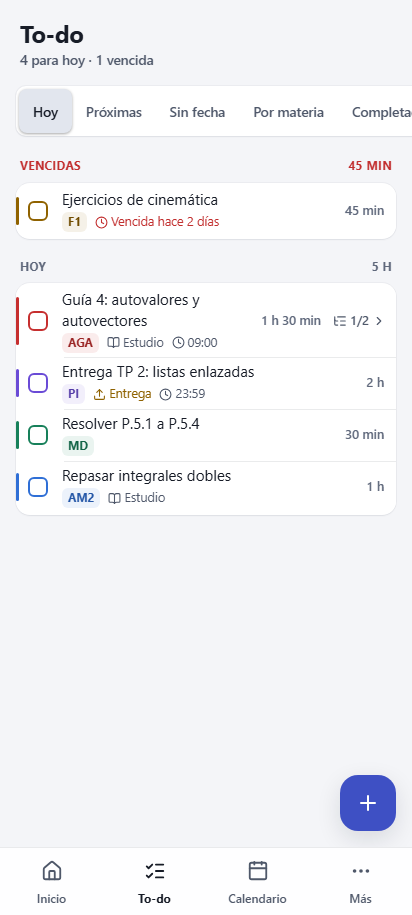 To-do
4 para hoy · 1 vencida
Hoy
Próximas
Sin fecha
Por materia
Completa
VENCIDAS
45 MIN
Ejercicios de cinemática
F1
Vencida hace 2 días
45 min
HOY
5 H
Guía 4: autovalores y
autovectores
AGA
Estudio
09:00
1 h 30 min
1/2
Entrega TP 2: listas enlazadas
PI
Entrega
23:59
2 h
Resolver P.5.1 a P.5.4
MD
30 min
Repasar integrales dobles
AM2
Estudio
1 h
Inicio
To-do
Calendario
Más